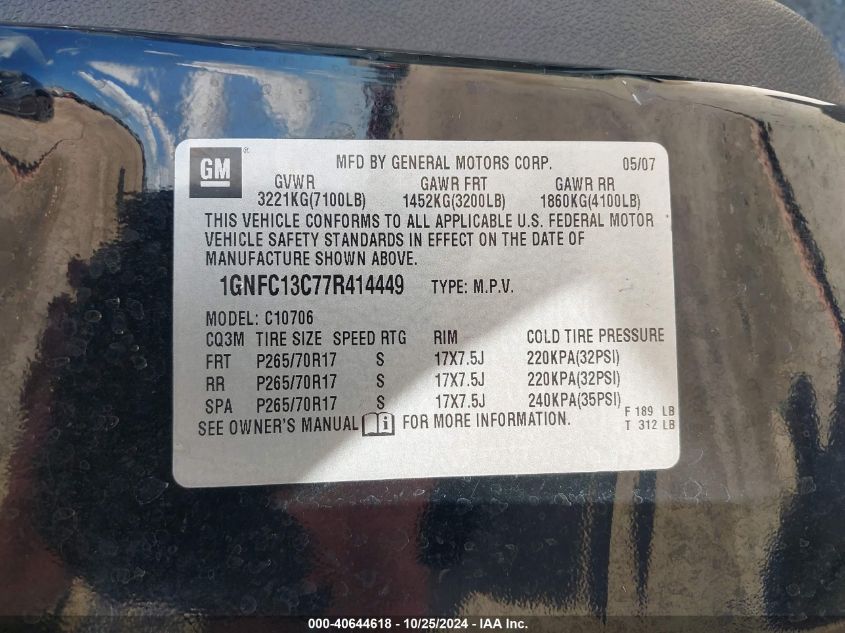 GM ® MFD BY GENERAL MOTORS CORP. 05/07
GVWR GAWR FRT GAWR RR
3221KG(7100LB) 1452KG(3200LB) 1860KG(4100LB)
THIS VEHICLE CONFORMS TO ALL APPLICABLE U.S. FEDERAL MOTOR
VEHICLE SAFETY STANDARDS IN EFFECT ON THE DATE OF
MANUFACTURE SHOWN ABOVE.
1GNFC13C77R414449 TYPE: M.P.V.
MODEL: C10706
CQ3M TIRE SIZE SPEED RTG RIM COLD TIRE PRESSURE
FRT P265/70R17 S 17X7.5J 220KPA(32PSI)
RR P265/70R17 S 17X7.5J 220KPA(32PSI)
SPA P265/70R17 S 17X7.5J 240KPA(35PSI)
F 189 LB
SEE OWNER'S MANUAL i FOR MORE INFORMATION. T 312 LB
000-40644618 - 10/25/2024 - IAA Inc.